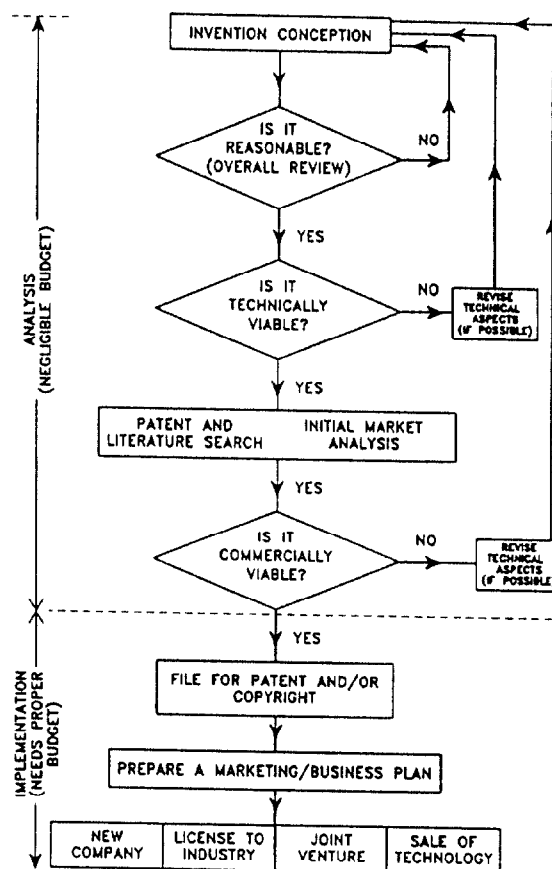 INVENTION CONCEPTION
IS IT
REASONABLE?
(OVERALL REVIEW)
NO
YES
IS IT
TECHNICALLY
VIABLE?
NO
REVISE
TECHNICAL
ASPECTS
(IF POSSIBLE)
YES
PATENT AND
LITERATURE SEARCH
INITIAL MARKET
ANALYSIS
YES
IS IT
COMMERCIALLY
VIABLE?
NO
REVISE
TECHNICAL
ASPECTS
(IF POSSIBLE)
ANALYSIS
(NEGLIGIBLE BUDGET)
YES
FILE FOR PATENT AND/OR
COPYRIGHT
PREPARE A MARKETING/BUSINESS PLAN
NEW
COMPANY
LICENSE TO
INDUSTRY
JOINT
VENTURE
SALE OF
TECHNOLOGY
IMPLEMENTATION
(NEEDS PROPER
BUDGET)